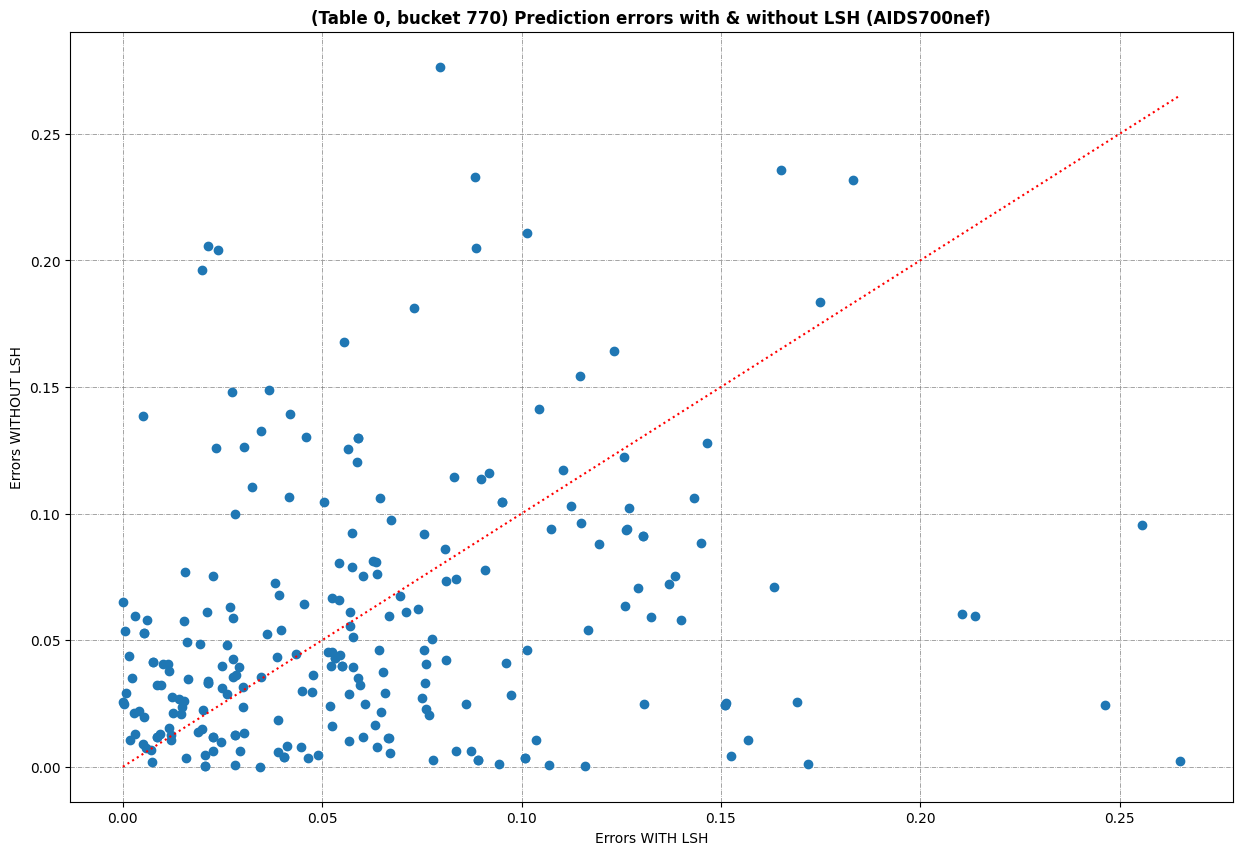 (Table 0, bucket 770) Prediction errors with & without LSH (AIDS700nef)
0.25
0.20
0.15
0.10
0.05
0.00
Errors WITHOUT LSH
0.00 0.05 0.10 0.15 0.20 0.25
Errors WITH LSH